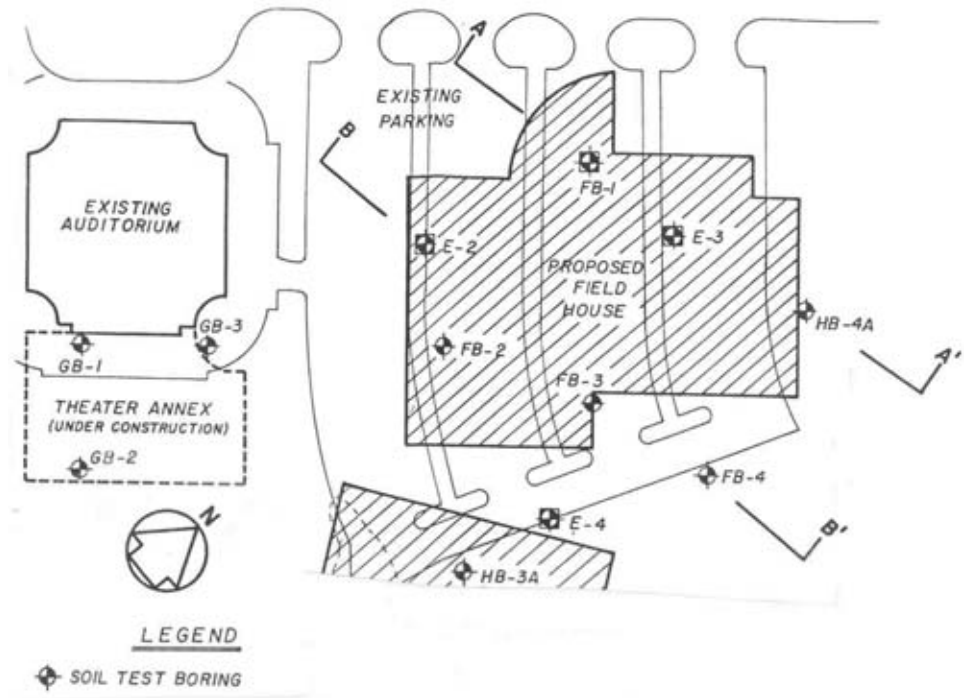 A
EXISTING
PARKING
B
FB-1
EXISTING
AUDITORIUM
E-2
E-3
PROPOSED
FIELD
HOUSE
HB-4A
GB-3
GB-1
FB-2
A'
FB-3
THEATER ANNEX
(UNDER CONSTRUCTION)
GB-2
FB-4
N
E-4
B'
HB-3A
LEGEND
SOIL TEST BORING